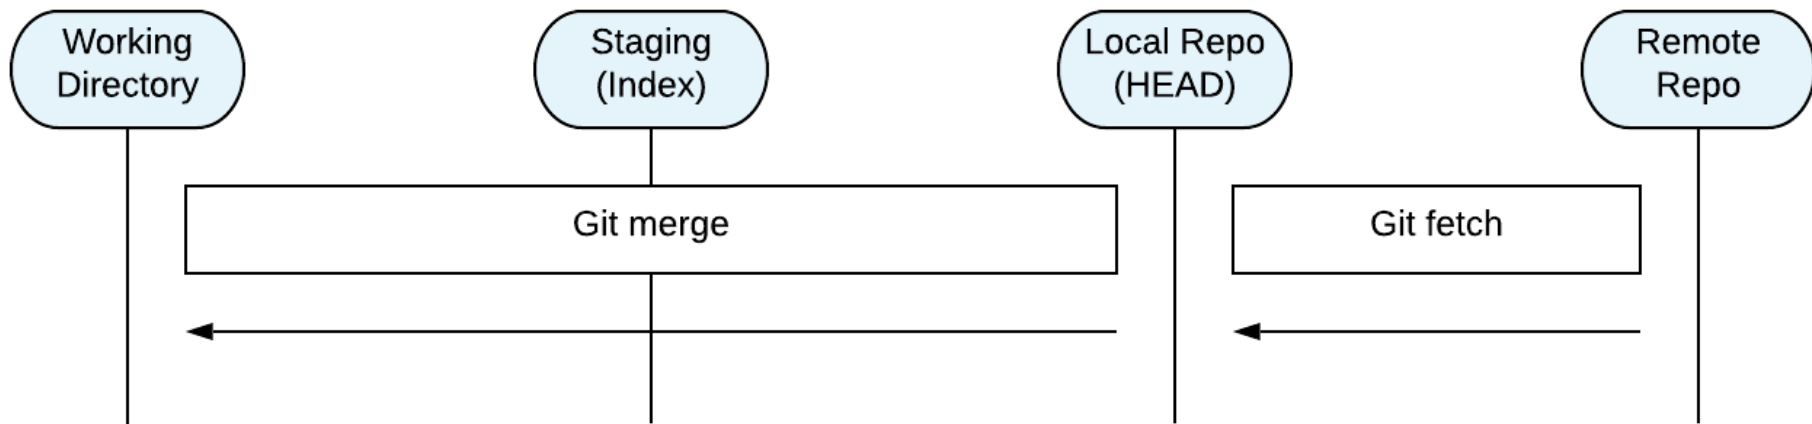 Working
Directory
Staging
(Index)
Local Repo
(HEAD)
Remote
Repo
Git merge
Git fetch